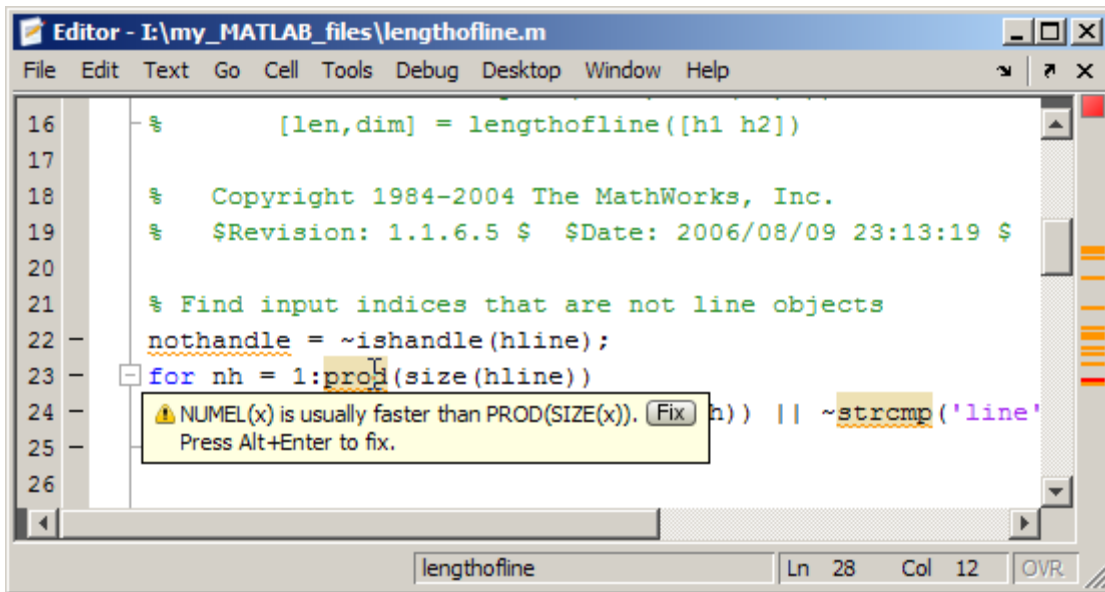 Editor - I:\my_MATLAB_files\lengthofline.m
File Edit Text Go Cell Tools Debug Desktop Window Help
16 % [len,dim] = lengthofline([h1 h2])
17
18 % Copyright 1984-2004 The MathWorks, Inc.
19 % $Revision: 1.1.6.5 $ $Date: 2006/08/09 23:13:19 $
20
21 % Find input indices that are not line objects
22 - nothandle = ~ishandle(hline);
23 - for nh = 1:prod(size(hline))
24 - NUMEL(x) is usually faster than PROD(SIZE(x)). Fix h)) || ~strcmp('line'
25 - Press Alt+Enter to fix.
26
lengthofline Ln 28 Col 12 OVR